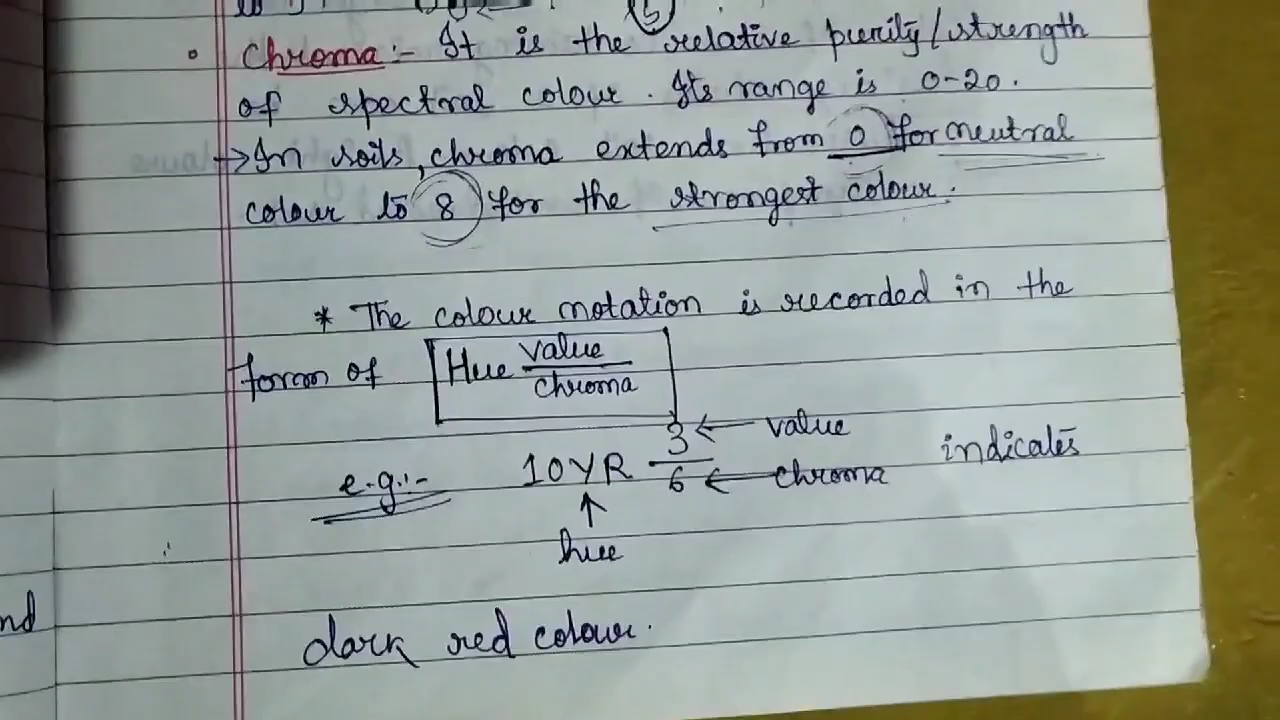 5
• Chroma :- It is the relative purity/strength
of spectral colour. Its range is 0-20.
→ In soils, chroma extends from 0 for neutral
colour to 8 for the strongest colour.
* The colour notation is recorded in the
form of Hue value/chroma
3 ← value
e.g:- 10YR 6 ← chroma indicates
↑
hue
nd
dark red colour.